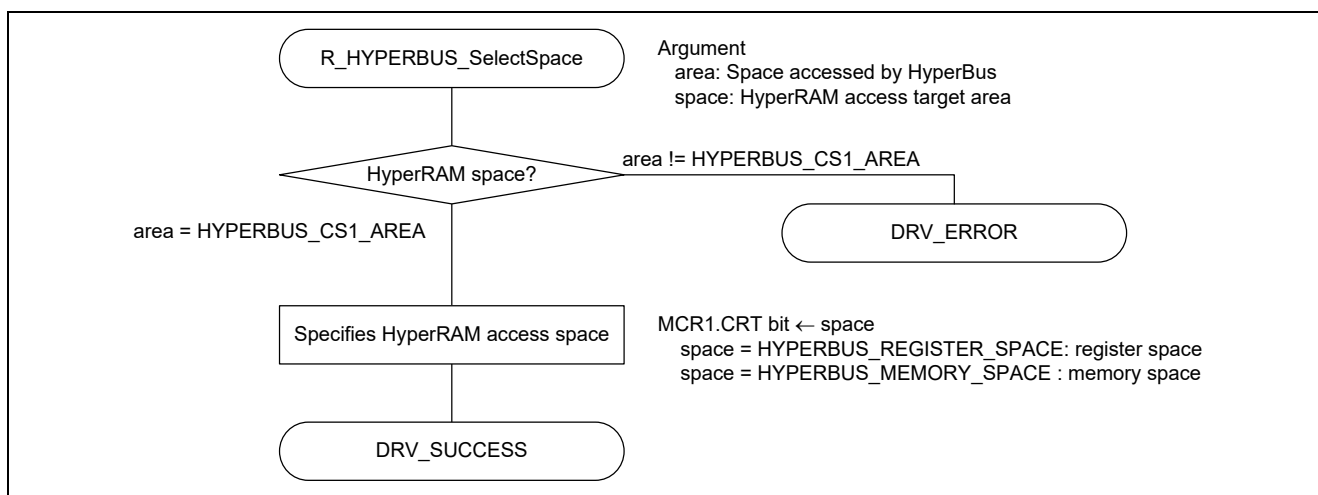 R_HYPERBUS_SelectSpace
Argument
area: Space accessed by HyperBus
space: HyperRAM access target area
HyperRAM space?
area != HYPERBUS_CS1_AREA
area = HYPERBUS_CS1_AREA
DRV_ERROR
Specifies HyperRAM access space
MCR1.CRT bit ← space
space = HYPERBUS_REGISTER_SPACE: register space
space = HYPERBUS_MEMORY_SPACE : memory space
DRV_SUCCESS